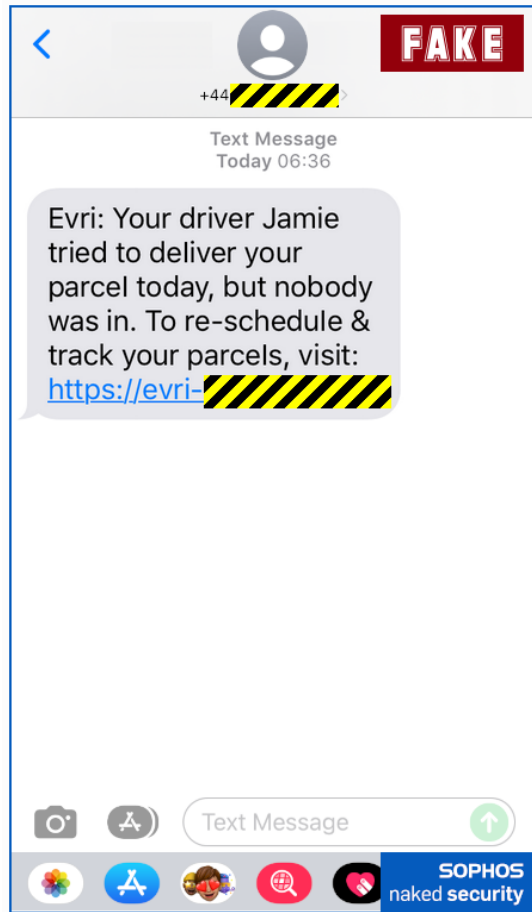 FAKE
+44
Text Message
Today 06:36
Evri: Your driver Jamie
tried to deliver your
parcel today, but nobody
was in. To re-schedule &
track your parcels, visit:
https://evri-
Text Message
SOPHOS
naked security